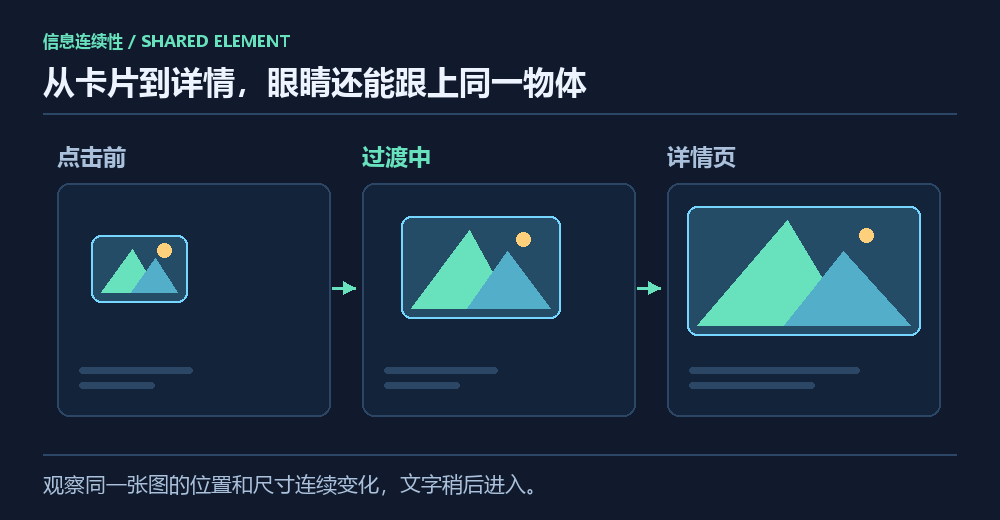 信息连续性 / SHARED ELEMENT
从卡片到详情，眼睛还能跟上同一物体
点击前
过渡中
详情页
观察同一张图的位置和尺寸连续变化，文字稍后进入。